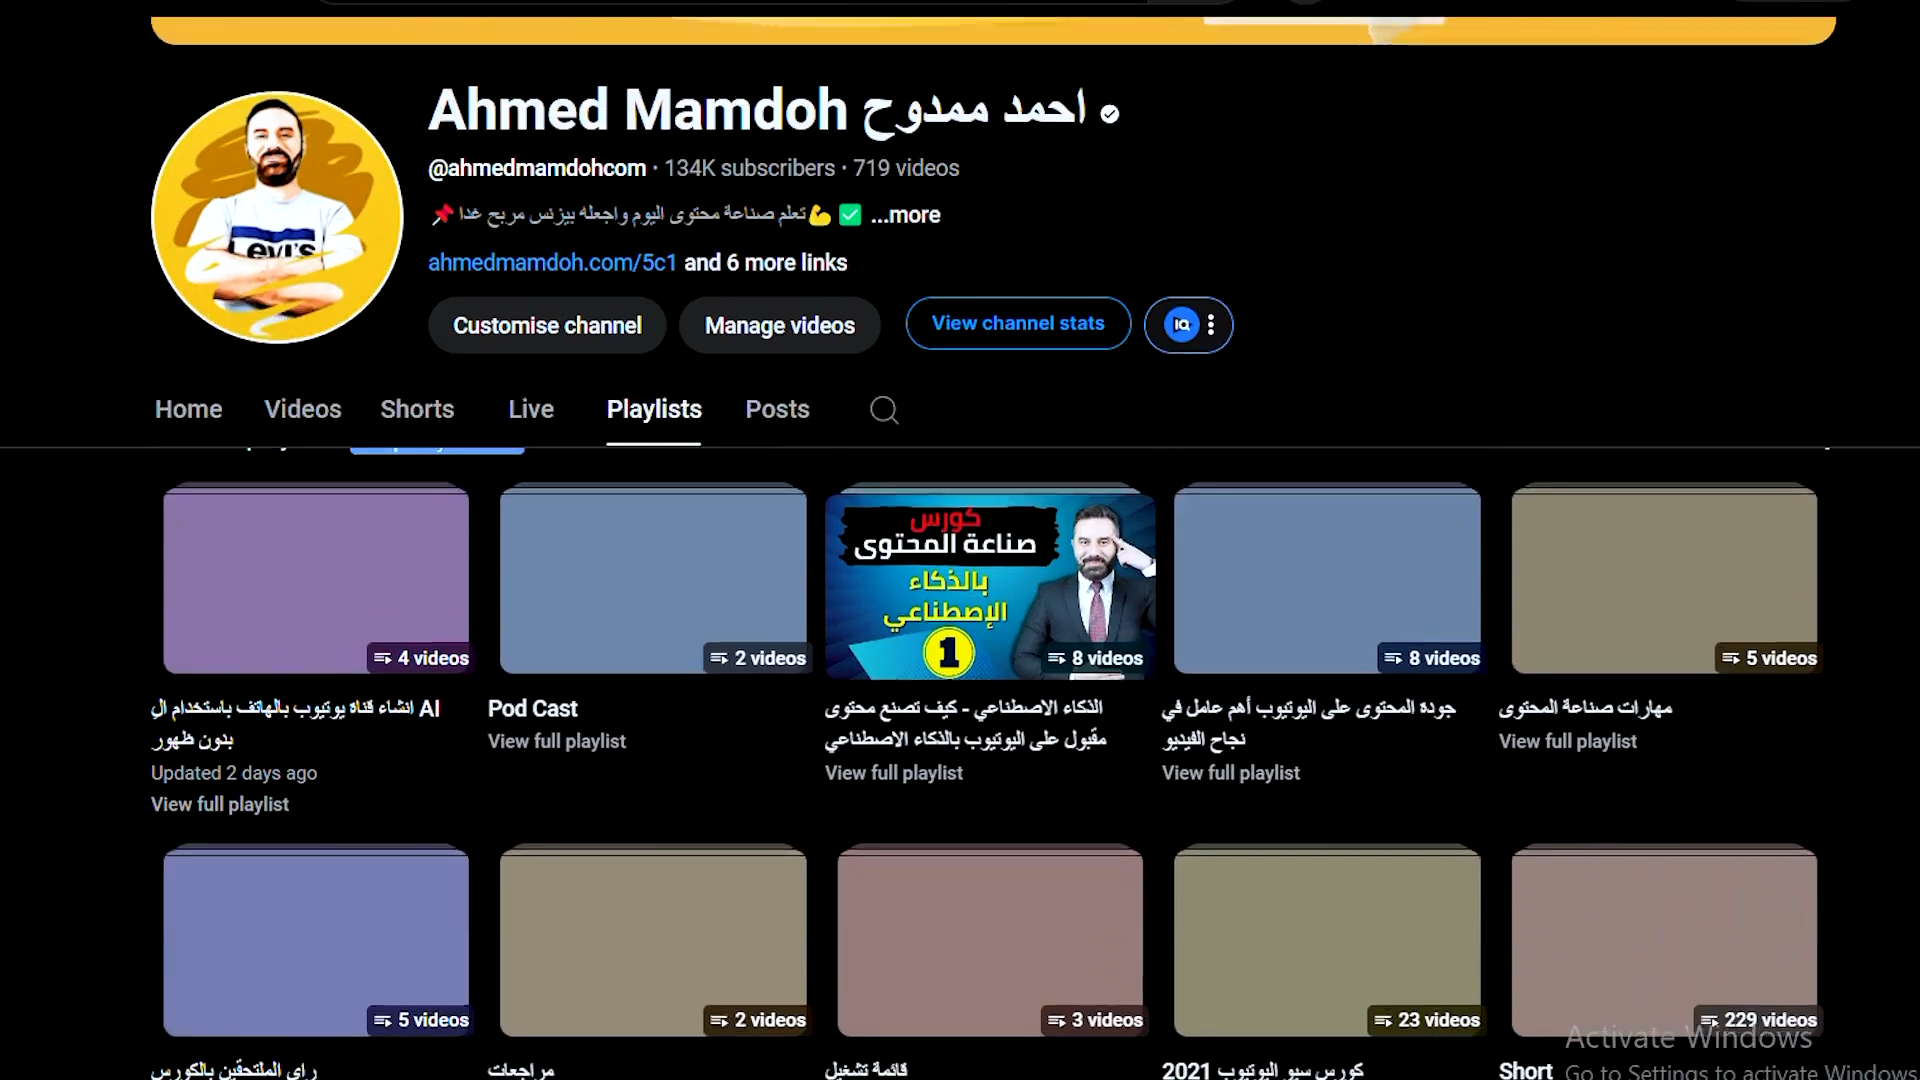 Ahmed Mamdoh احمد ممدوح
@ahmedmamdohcom · 134K subscribers · 719 videos
📌 تعلم صناعة محتوى اليوم واجعله بيزنس مربح غدا💪 ✅ ...more
ahmedmamdoh.com/5c1 and 6 more links
Customise channel
Manage videos
View channel stats
IQ
Home
Videos
Shorts
Live
Playlists
Posts
Levi's
4 videos
2 videos
كورس
صناعة المحتوى
بالذكاء
الإصطناعي
1
8 videos
8 videos
5 videos
انشاء قناة يوتيوب بالهاتف باستخدام الِ AI
بدون ظهور
Updated 2 days ago
View full playlist
Pod Cast
View full playlist
الذكاء الاصطناعي - كيف تصنع محتوى
مقبول على اليوتيوب بالذكاء الاصطناعي
View full playlist
جودة المحتوى على اليوتيوب أهم عامل في
نجاح الفيديو
View full playlist
مهارات صناعة المحتوى
View full playlist
5 videos
2 videos
3 videos
23 videos
229 videos
راي الملتحقين بالكورس
مراجعات
قائمة تشغيل
كورس سيو اليوتيوب 2021
Short
Activate Windows
Go to Settings to activate Windows